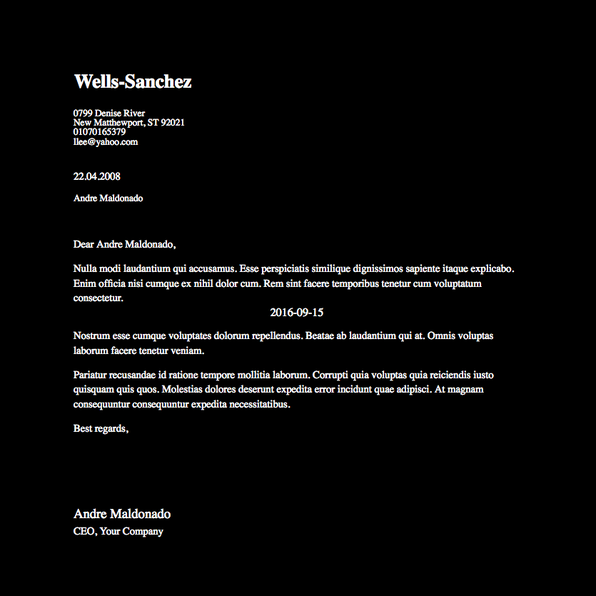 Wells-Sanchez
0799 Denise River
New Matthewport, ST 92021
01070165379
llee@yahoo.com
22.04.2008
Andre Maldonado
Dear Andre Maldonado,
Nulla modi laudantium qui accusamus. Esse perspiciatis similique dignissimos sapiente itaque explicabo.
Enim officia nisi cumque ex nihil dolor cum. Rem sint facere temporibus tenetur cum voluptatum
consectetur.
2016-09-15
Nostrum esse cumque voluptates dolorum repellendus. Beatae ab laudantium qui at. Omnis voluptas
laborum facere tenetur veniam.
Pariatur recusandae id ratione tempore mollitia laborum. Corrupti quia voluptas quia reiciendis iusto
quisquam quis quos. Molestias dolores deserunt expedita error incidunt quae adipisci. At magnam
consequuntur consequuntur expedita necessitatibus.
Best regards,
Andre Maldonado
CEO, Your Company